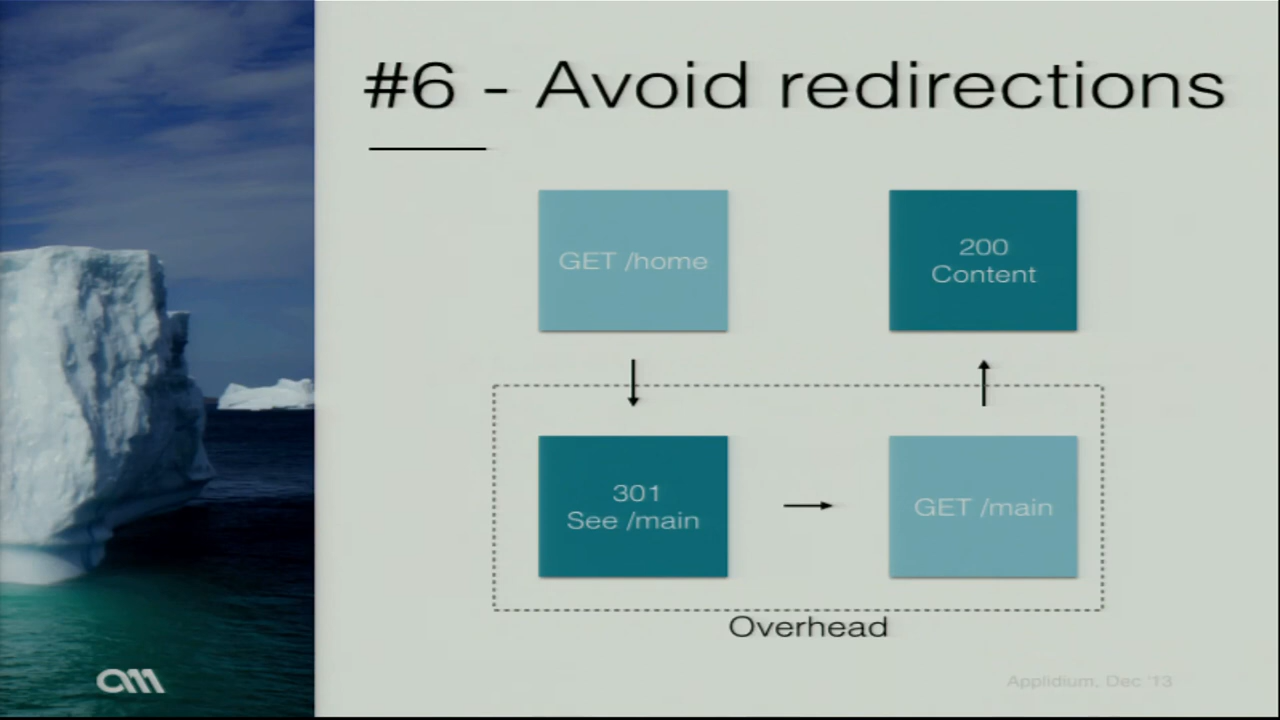 #6 - Avoid redirections
GET /home
200
Content
301
See /main
GET /main
Overhead
Applidium, Dec '13